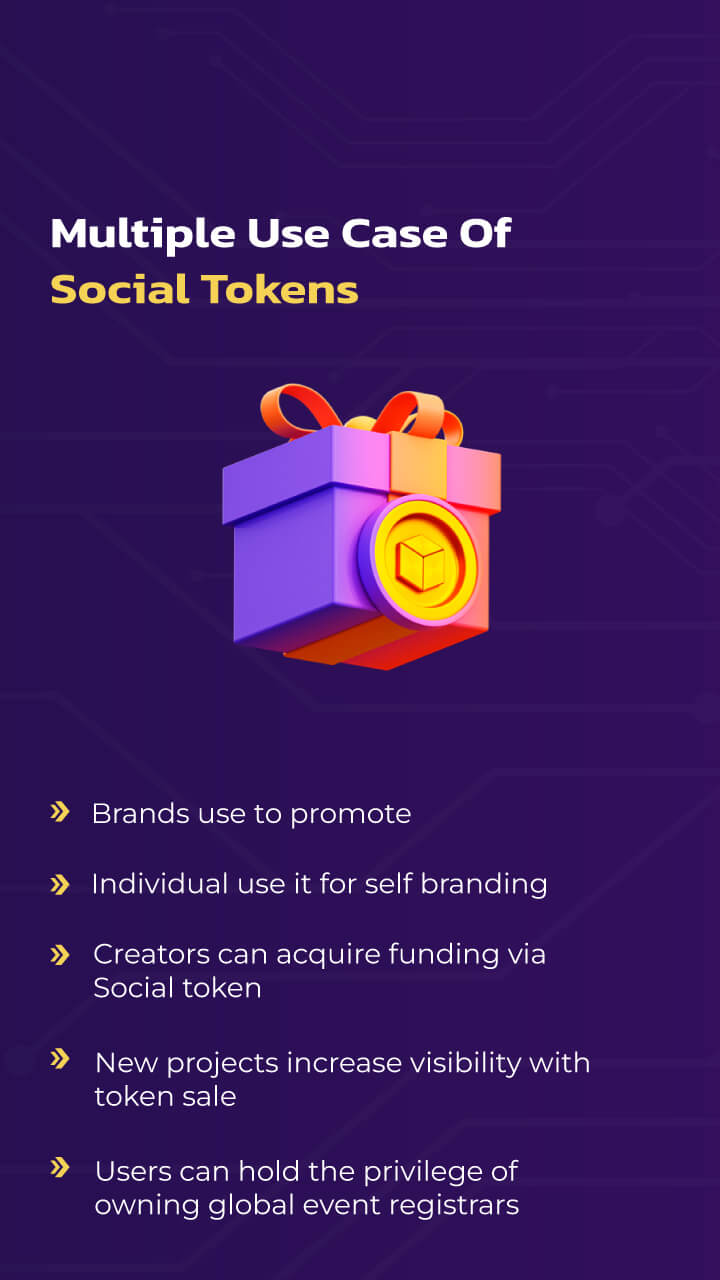 Multiple Use Case Of
Social Tokens
Brands use to promote
Individual use it for self branding
Creators can acquire funding via
Social token
New projects increase visibility with
token sale
Users can hold the privilege of
owning global event registrars